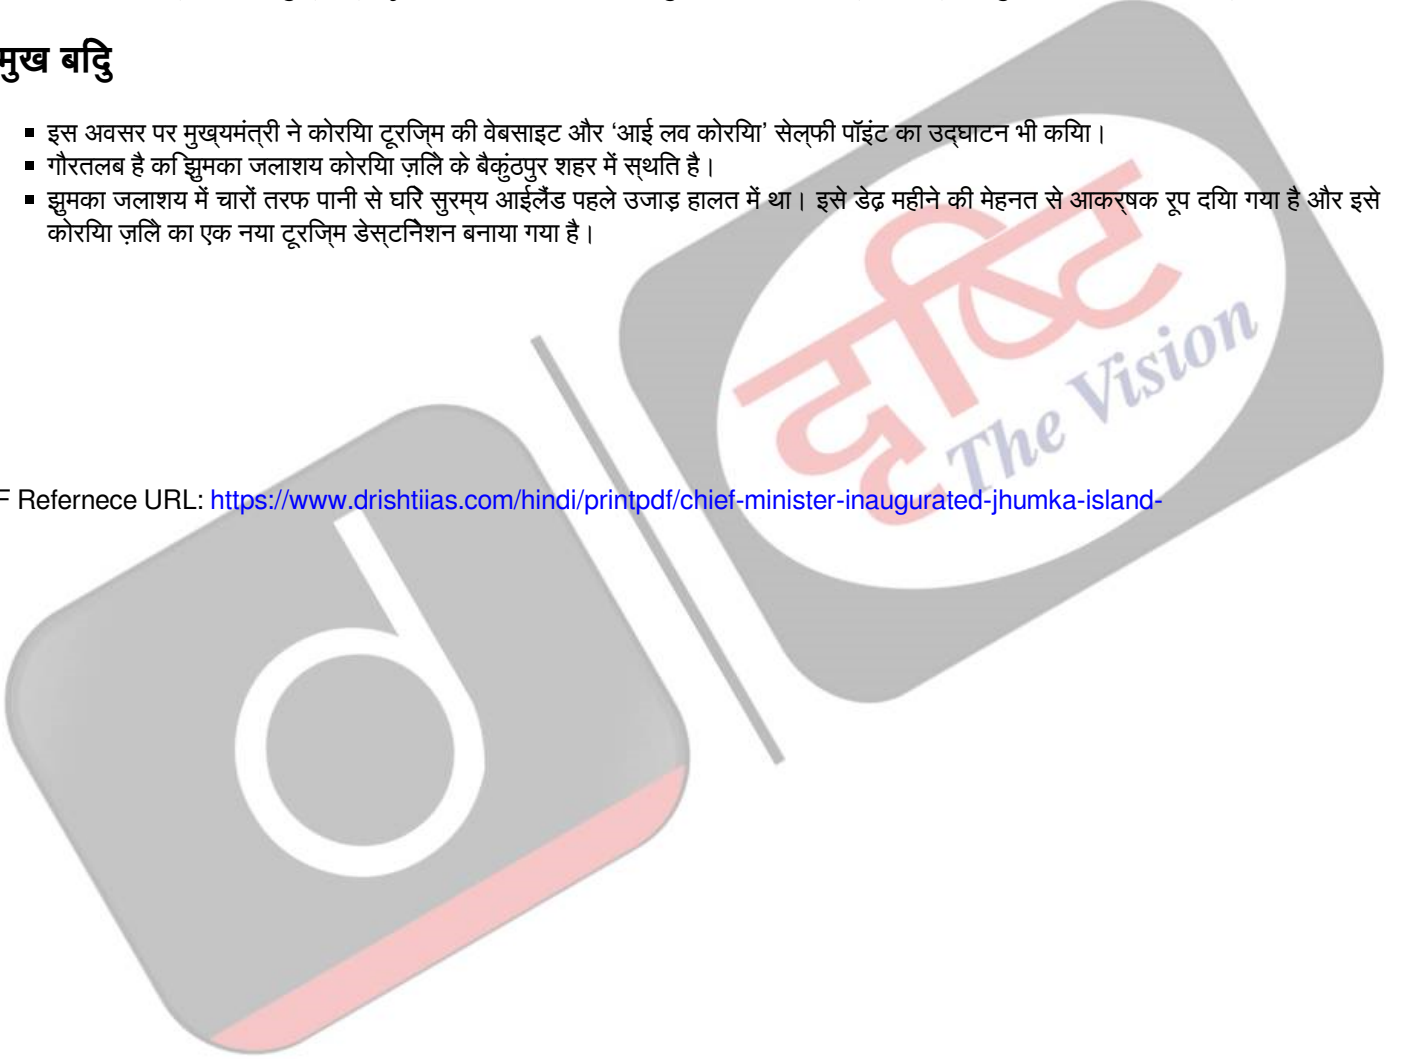 मुख बिंदु
इस अवसर पर मुख्यमंत्री ने कोरिया टूरिज़्म की वेबसाइट और ‘आई लव कोरिया’ सेल्फी पॉइंट का उद्घाटन भी किया।
गौरतलब है कि झुमका जलाशय कोरिया ज़िले के बैकुंठपुर शहर में स्थित है।
झुमका जलाशय में चारों तरफ पानी से घिरे सुरम्य आईलैंड पहले उजाड़ हालत में था। इसे डेढ़ महीने की मेहनत से आकर्षक रूप दिया गया है और इसे
कोरिया ज़िले का एक नया टूरिज़्म डेस्टिनेशन बनाया गया है।
दृष्टि
The Vision
F Refernece URL: https://www.drishtiias.com/hindi/printpdf/chief-minister-inaugurated-jhumka-island-
d